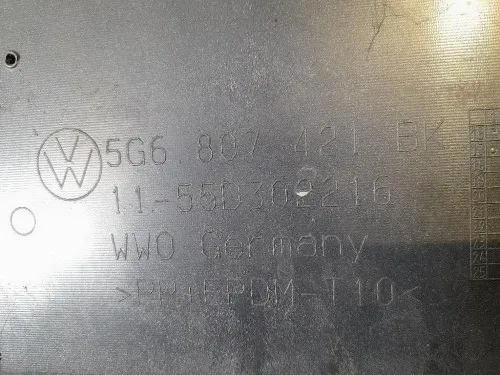 5G6.807 421 BK
11-55D302216
WWO Germany
>PP+EPDM-T10<